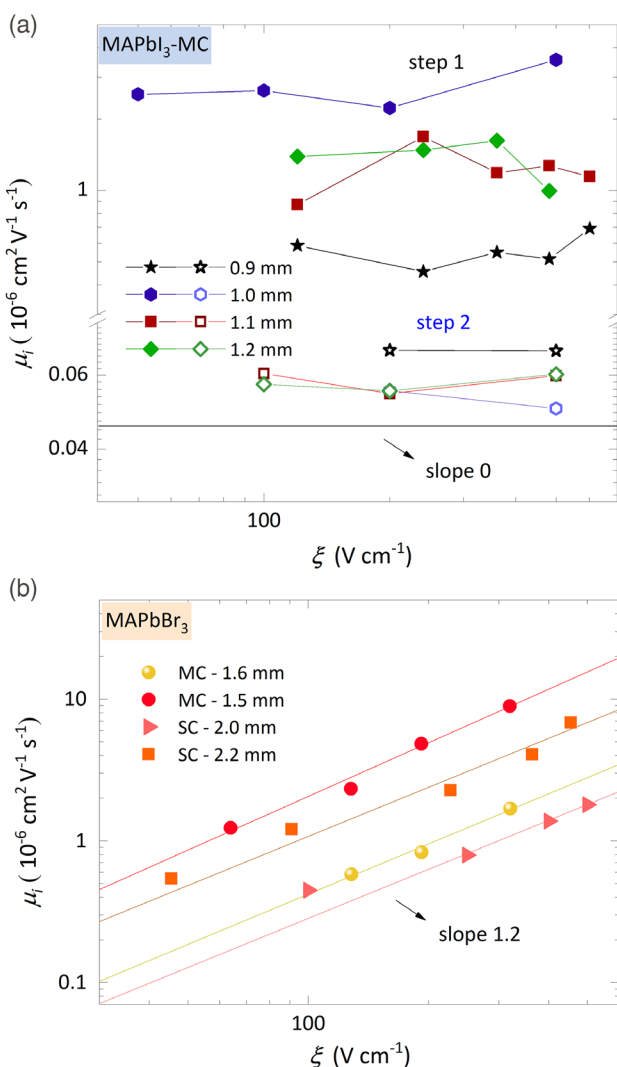 (a)
MAPbI₃-MC
step 1
1
0.9 mm
1.0 mm
1.1 mm
1.2 mm
step 2
0.06
0.04
slope 0
100
ξ (V cm⁻¹)
μᵢ ( 10⁻⁶ cm² V⁻¹ s⁻¹)
(b)
MAPbBr₃
MC - 1.6 mm
MC - 1.5 mm
SC - 2.0 mm
SC - 2.2 mm
10
1
0.1
slope 1.2
100
ξ (V cm⁻¹)
μᵢ ( 10⁻⁶ cm² V⁻¹ s⁻¹)